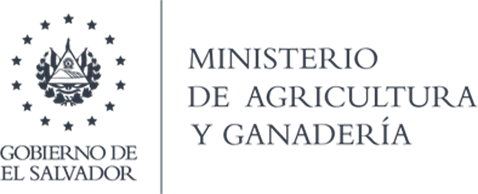 GOBIERNO DE
EL SALVADOR
MINISTERIO
DE AGRICULTURA
Y GANADERÍA